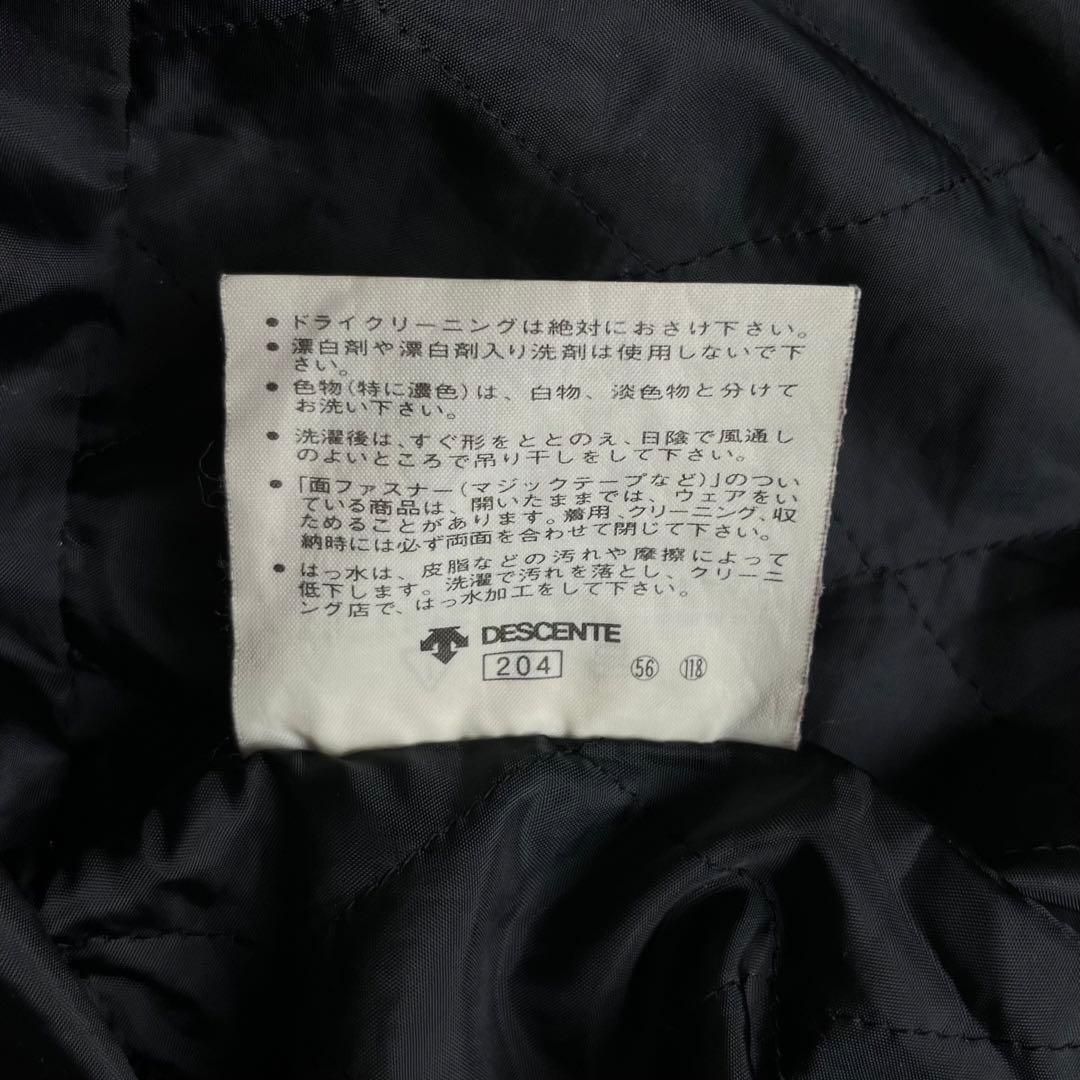 ● ドライクリーニングは絶対におさけ下さい。
● 漂白剤や漂白剤入り洗剤は使用しないで下
さい。
● 色物(特に濃色)は、白物、淡色物と分けて
お洗い下さい。
● 洗濯後は、すぐ形をととのえ、日陰で風通し
のよいところで吊り干しをして下さい。
● 「面ファスナー(マジックテープなど)」のつい
ている商品は、開いたままでは、ウェアをい
ためることがあります。着用、クリーニング、収
納時には必ず両面を合わせて閉じて下さい。
● はっ水は、皮脂などの汚れや摩擦によって
低下します。洗濯で汚れを落とし、クリーニ
ング店で、はっ水加工をして下さい。
DESCENTE
204 56 118